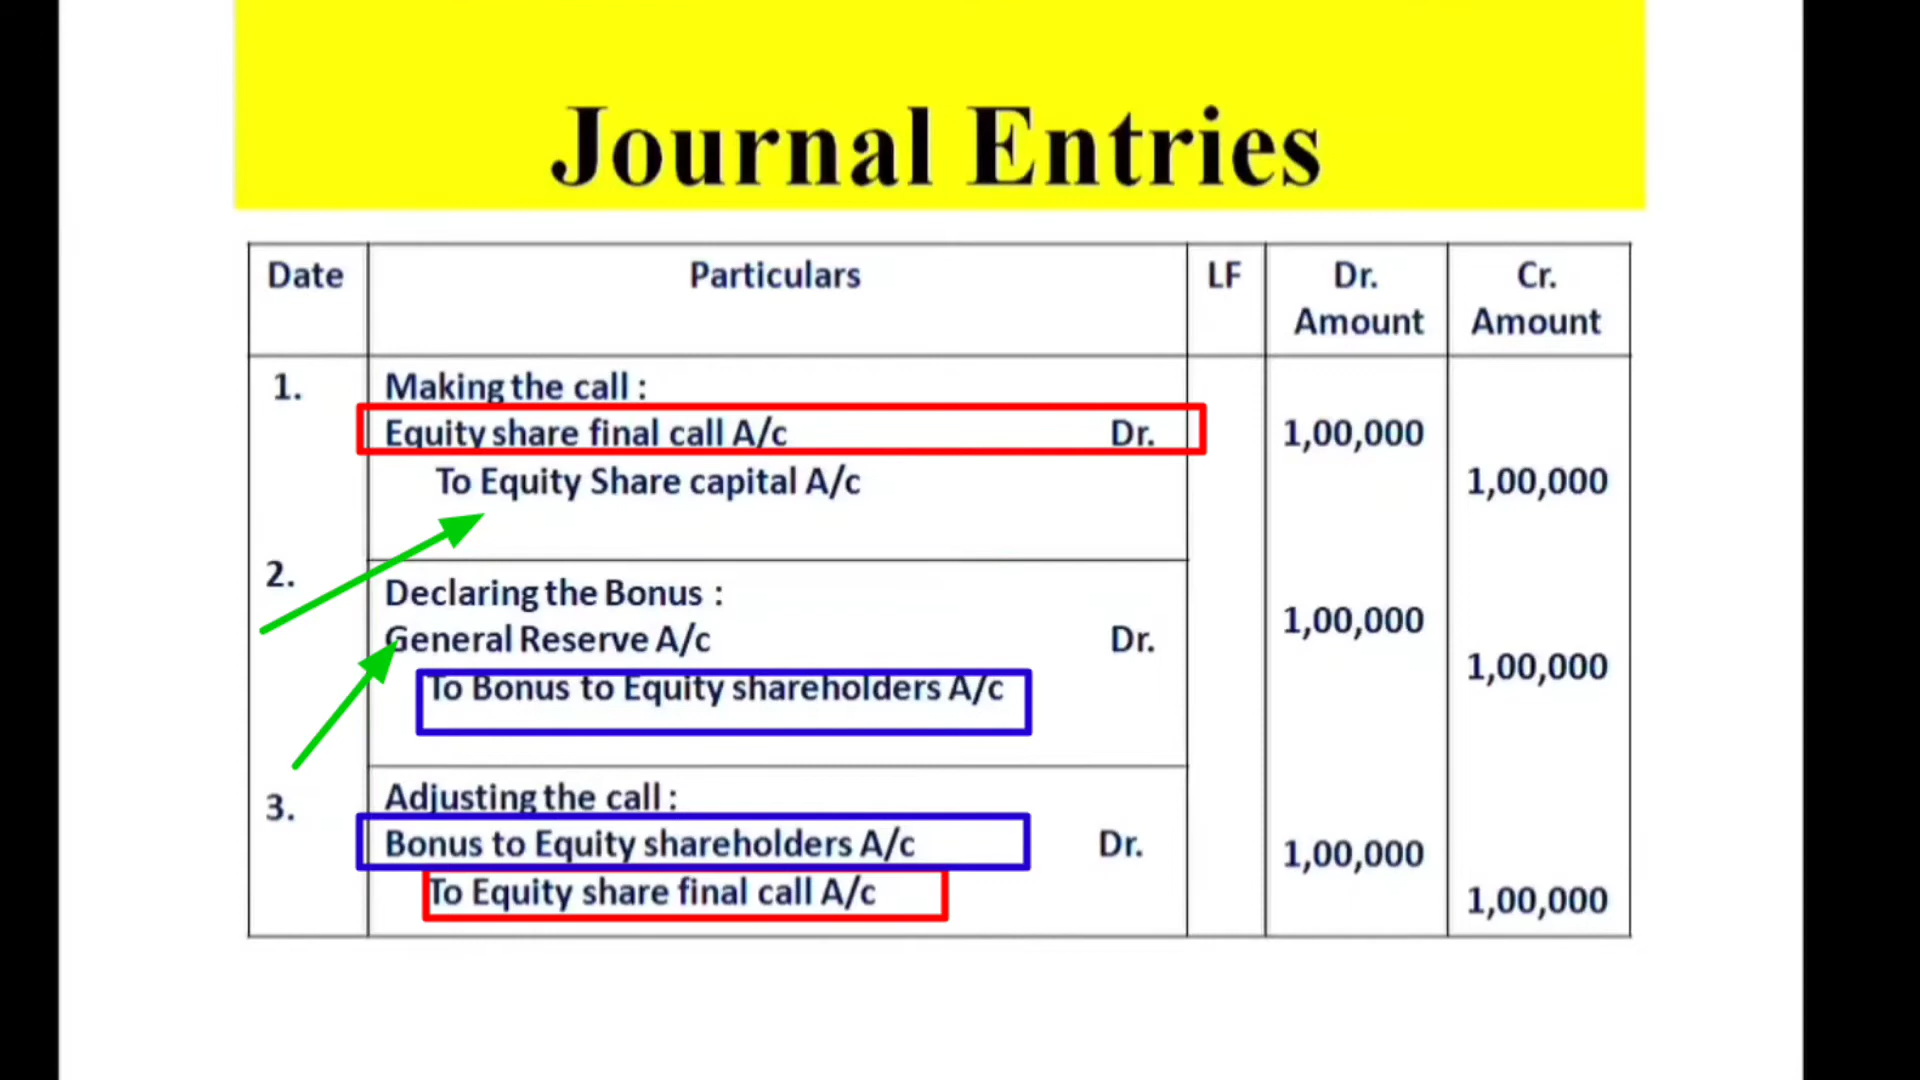 Journal Entries
Date Particulars LF Dr. Amount Cr. Amount
1. Making the call :
Equity share final call A/c Dr. 1,00,000
To Equity Share capital A/c 1,00,000
2. Declaring the Bonus :
General Reserve A/c Dr. 1,00,000
To Bonus to Equity shareholders A/c 1,00,000
3. Adjusting the call :
Bonus to Equity shareholders A/c Dr. 1,00,000
To Equity share final call A/c 1,00,000